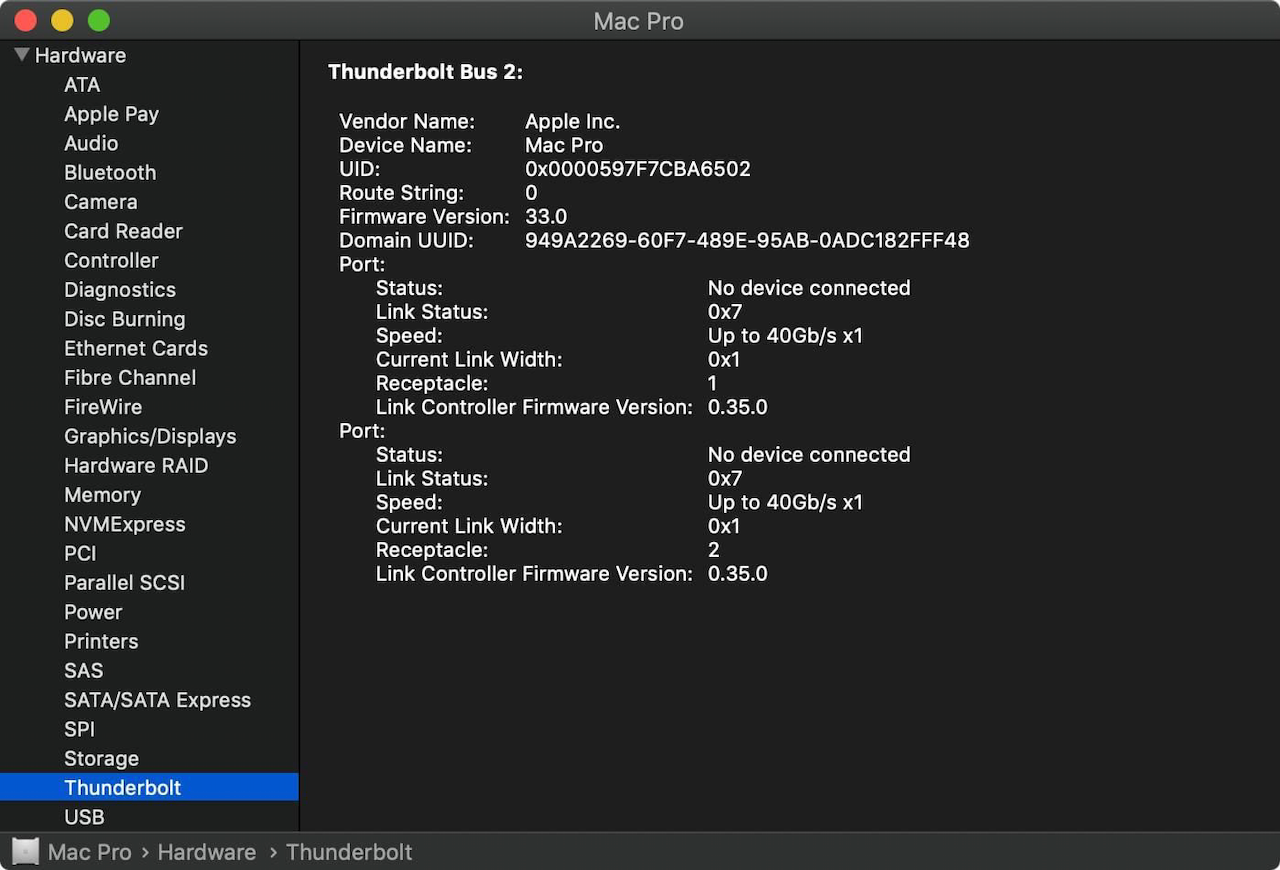 Mac Pro
Hardware
ATA
Apple Pay
Audio
Bluetooth
Camera
Card Reader
Controller
Diagnostics
Disc Burning
Ethernet Cards
Fibre Channel
FireWire
Graphics/Displays
Hardware RAID
Memory
NVMExpress
PCI
Parallel SCSI
Power
Printers
SAS
SATA/SATA Express
SPI
Storage
Thunderbolt
USB
Thunderbolt Bus 2:
Vendor Name: Apple Inc.
Device Name: Mac Pro
UID: 0x0000597F7CBA6502
Route String: 0
Firmware Version: 33.0
Domain UUID: 949A2269-60F7-489E-95AB-0ADC182FFF48
Port:
Status: No device connected
Link Status: 0x7
Speed: Up to 40Gb/s x1
Current Link Width: 0x1
Receptacle: 1
Link Controller Firmware Version: 0.35.0
Port:
Status: No device connected
Link Status: 0x7
Speed: Up to 40Gb/s x1
Current Link Width: 0x1
Receptacle: 2
Link Controller Firmware Version: 0.35.0
Mac Pro › Hardware › Thunderbolt